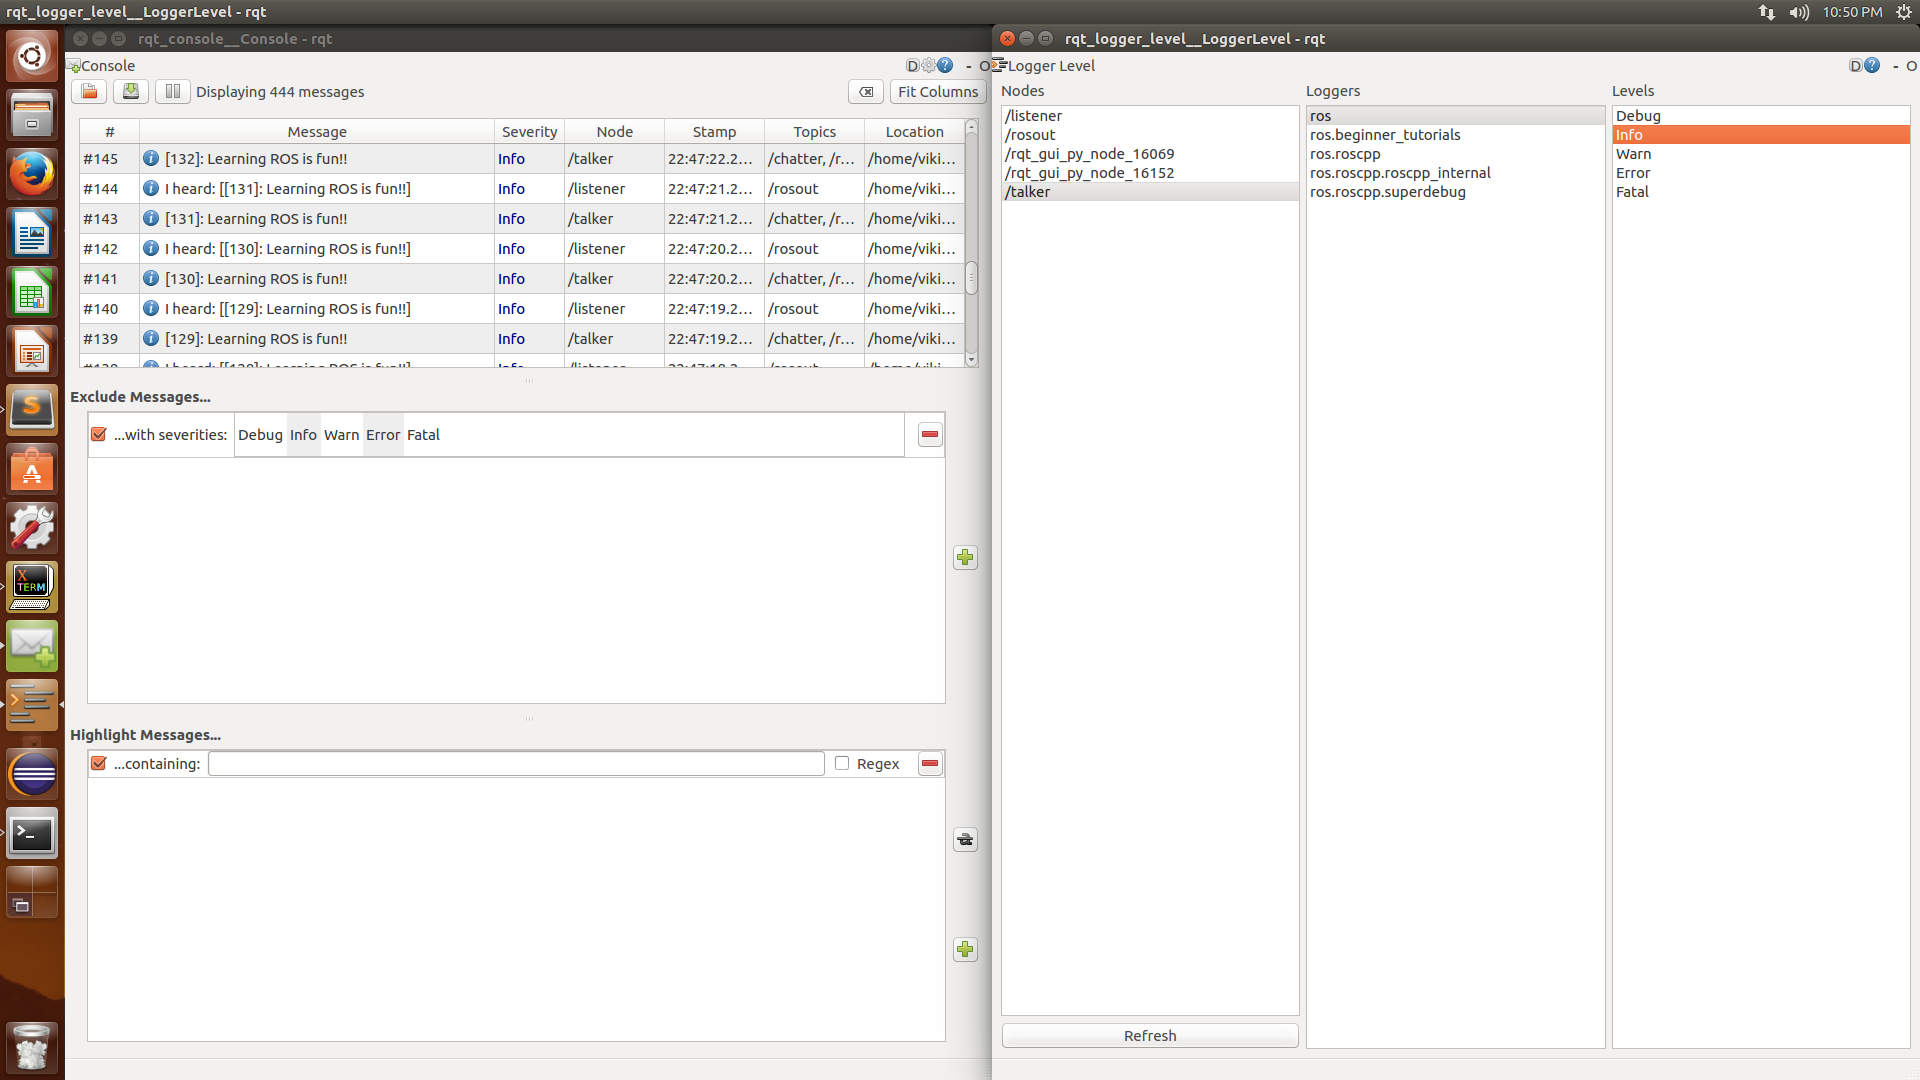 rqt_logger_level__LoggerLevel - rqt
10:50 PM
rqt_console__Console - rqt
Console
D
- O
Displaying 444 messages
Fit Columns
# Message Severity Node Stamp Topics Location
#145 [132]: Learning ROS is fun!! Info /talker 22:47:22.2... /chatter, /r... /home/viki...
#144 I heard: [[131]: Learning ROS is fun!!] Info /listener 22:47:21.2... /rosout /home/viki...
#143 [131]: Learning ROS is fun!! Info /talker 22:47:21.2... /chatter, /r... /home/viki...
#142 I heard: [[130]: Learning ROS is fun!!] Info /listener 22:47:20.2... /rosout /home/viki...
#141 [130]: Learning ROS is fun!! Info /talker 22:47:20.2... /chatter, /r... /home/viki...
#140 I heard: [[129]: Learning ROS is fun!!] Info /listener 22:47:19.2... /rosout /home/viki...
#139 [129]: Learning ROS is fun!! Info /talker 22:47:19.2... /chatter, /r... /home/viki...
Exclude Messages...
...with severities: Debug Info Warn Error Fatal
Highlight Messages...
...containing: Regex
rqt_logger_level__LoggerLevel - rqt
Logger Level
D
- O
Nodes
/listener
/rosout
/rqt_gui_py_node_16069
/rqt_gui_py_node_16152
/talker
Refresh
Loggers
ros
ros.beginner_tutorials
ros.roscpp
ros.roscpp.roscpp_internal
ros.roscpp.superdebug
Levels
Debug
Info
Warn
Error
Fatal
X
TERM